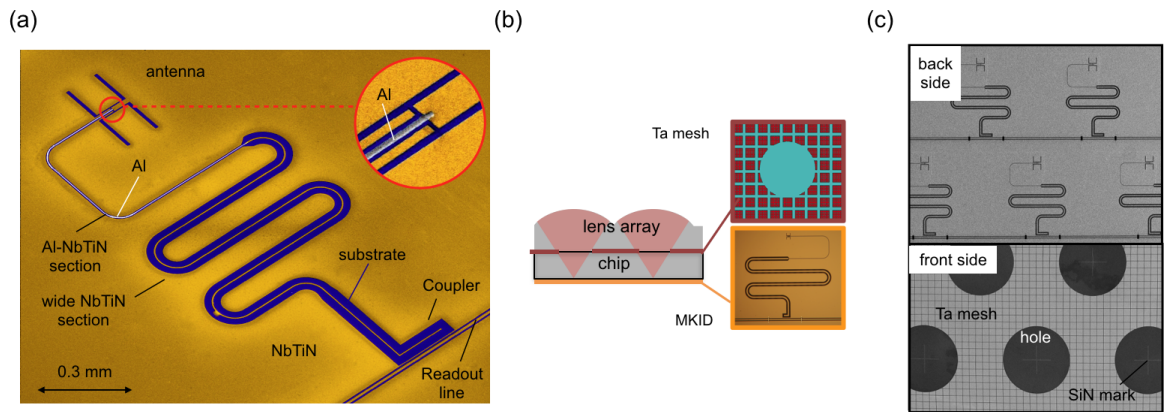 (a)
antenna
Al
Al
Al-NbTiN
section
wide NbTiN
section
substrate
Coupler
NbTiN
Readout
line
0.3 mm
(b)
Ta mesh
lens array
chip
MKID
(c)
back
side
front side
Ta mesh
hole
SiN mark